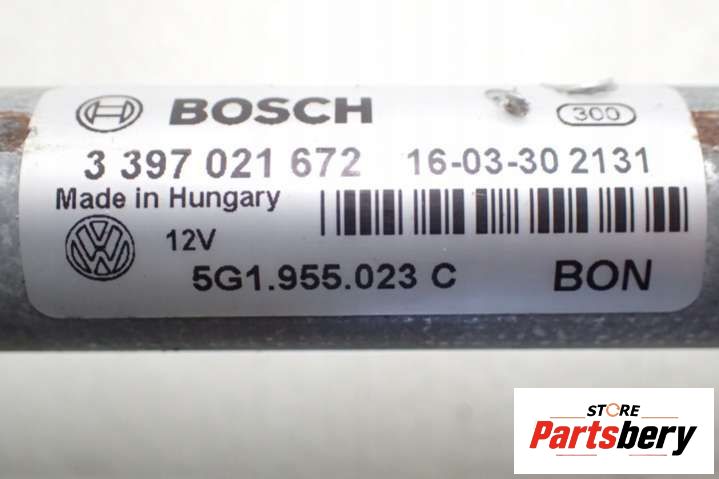 BOSCH
300
3 397 021 672 16-03-30 2131
Made in Hungary
VW
12V
5G1.955.023 C BON
STORE
Partsbery